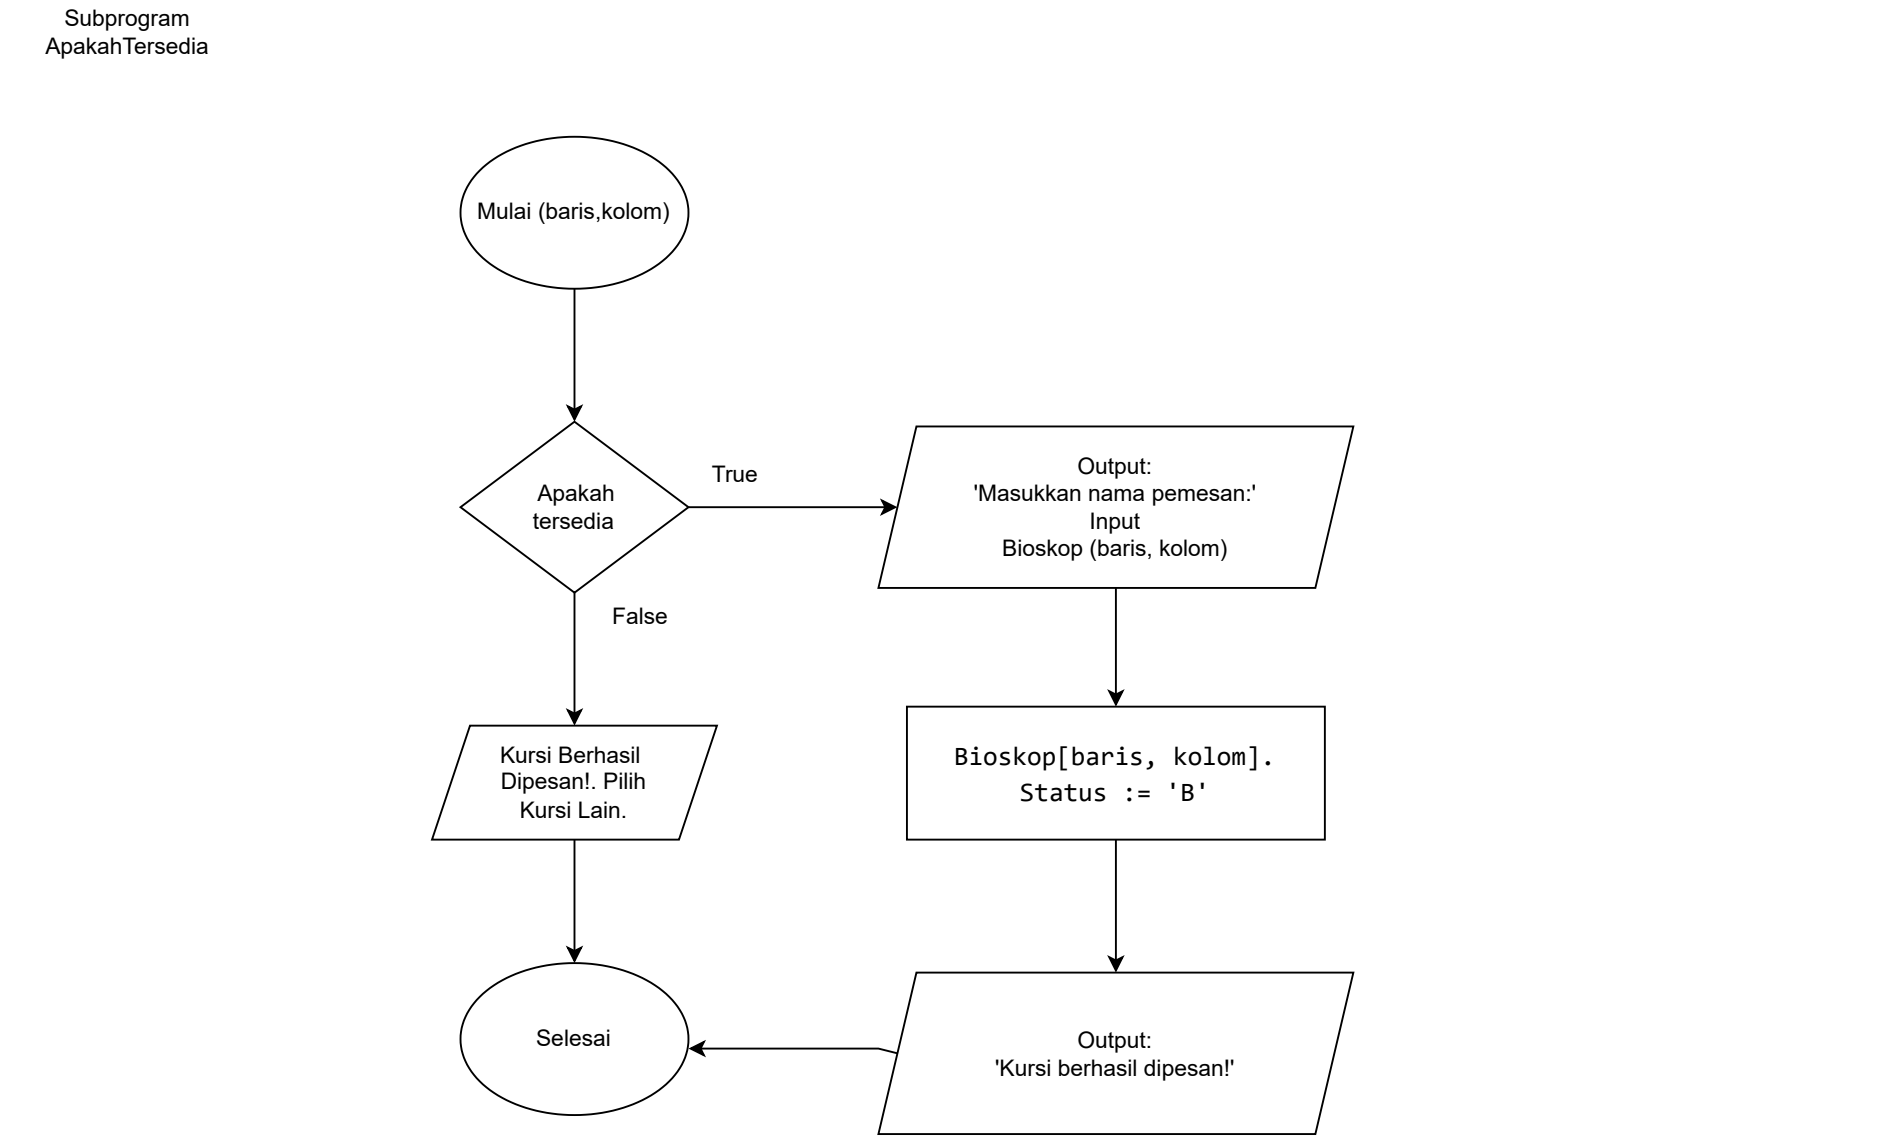 Subprogram
ApakahTersedia
Mulai (baris,kolom)
Apakah
tersedia
True
False
Output:
'Masukkan nama pemesan:'
Input
Bioskop (baris, kolom)
Kursi Berhasil
Dipesan!. Pilih
Kursi Lain.
Bioskop[baris, kolom].
Status := 'B'
Selesai
Output:
'Kursi berhasil dipesan!'